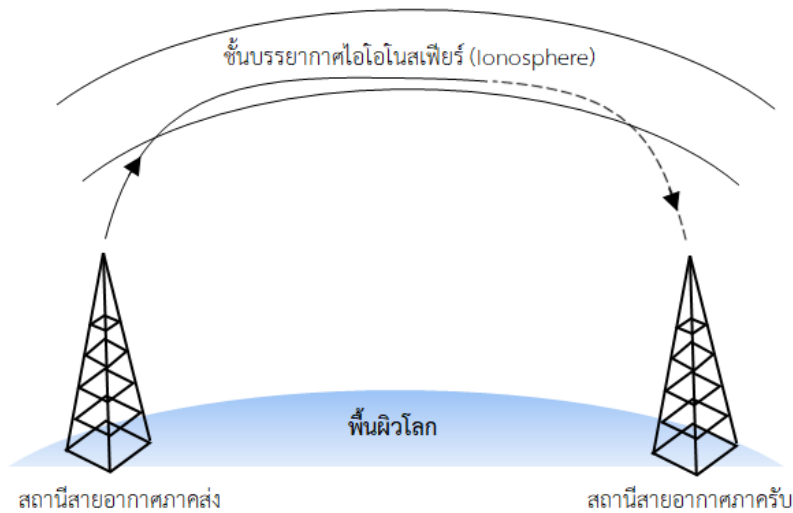 ชั้นบรรยากาศไอโอโนสเฟียร์ (Ionosphere)
พื้นผิวโลก
สถานีสายอากาศภาคส่ง
สถานีสายอากาศภาครับ